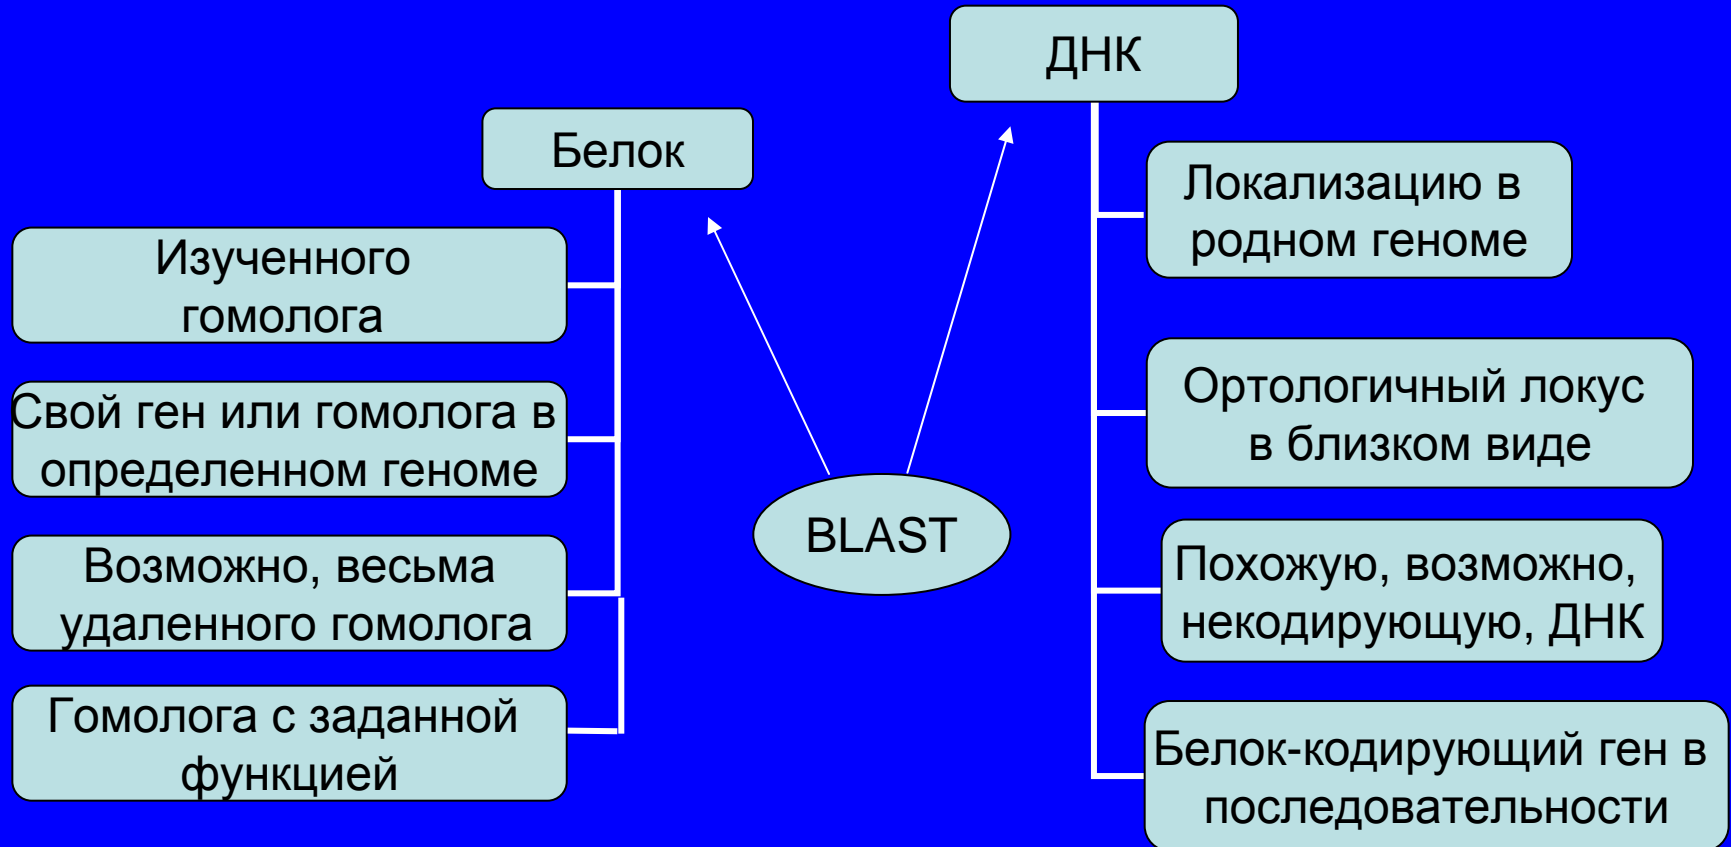 ДНК
Белок
Изученного
гомолога
Свой ген или гомолога в
определенном геноме
Возможно, весьма
удаленного гомолога
Гомолога с заданной
функцией
BLAST
Локализацию в
родном геноме
Ортологичный локус
в близком виде
Похожую, возможно,
некодирующую, ДНК
Белок-кодирующий ген в
последовательности